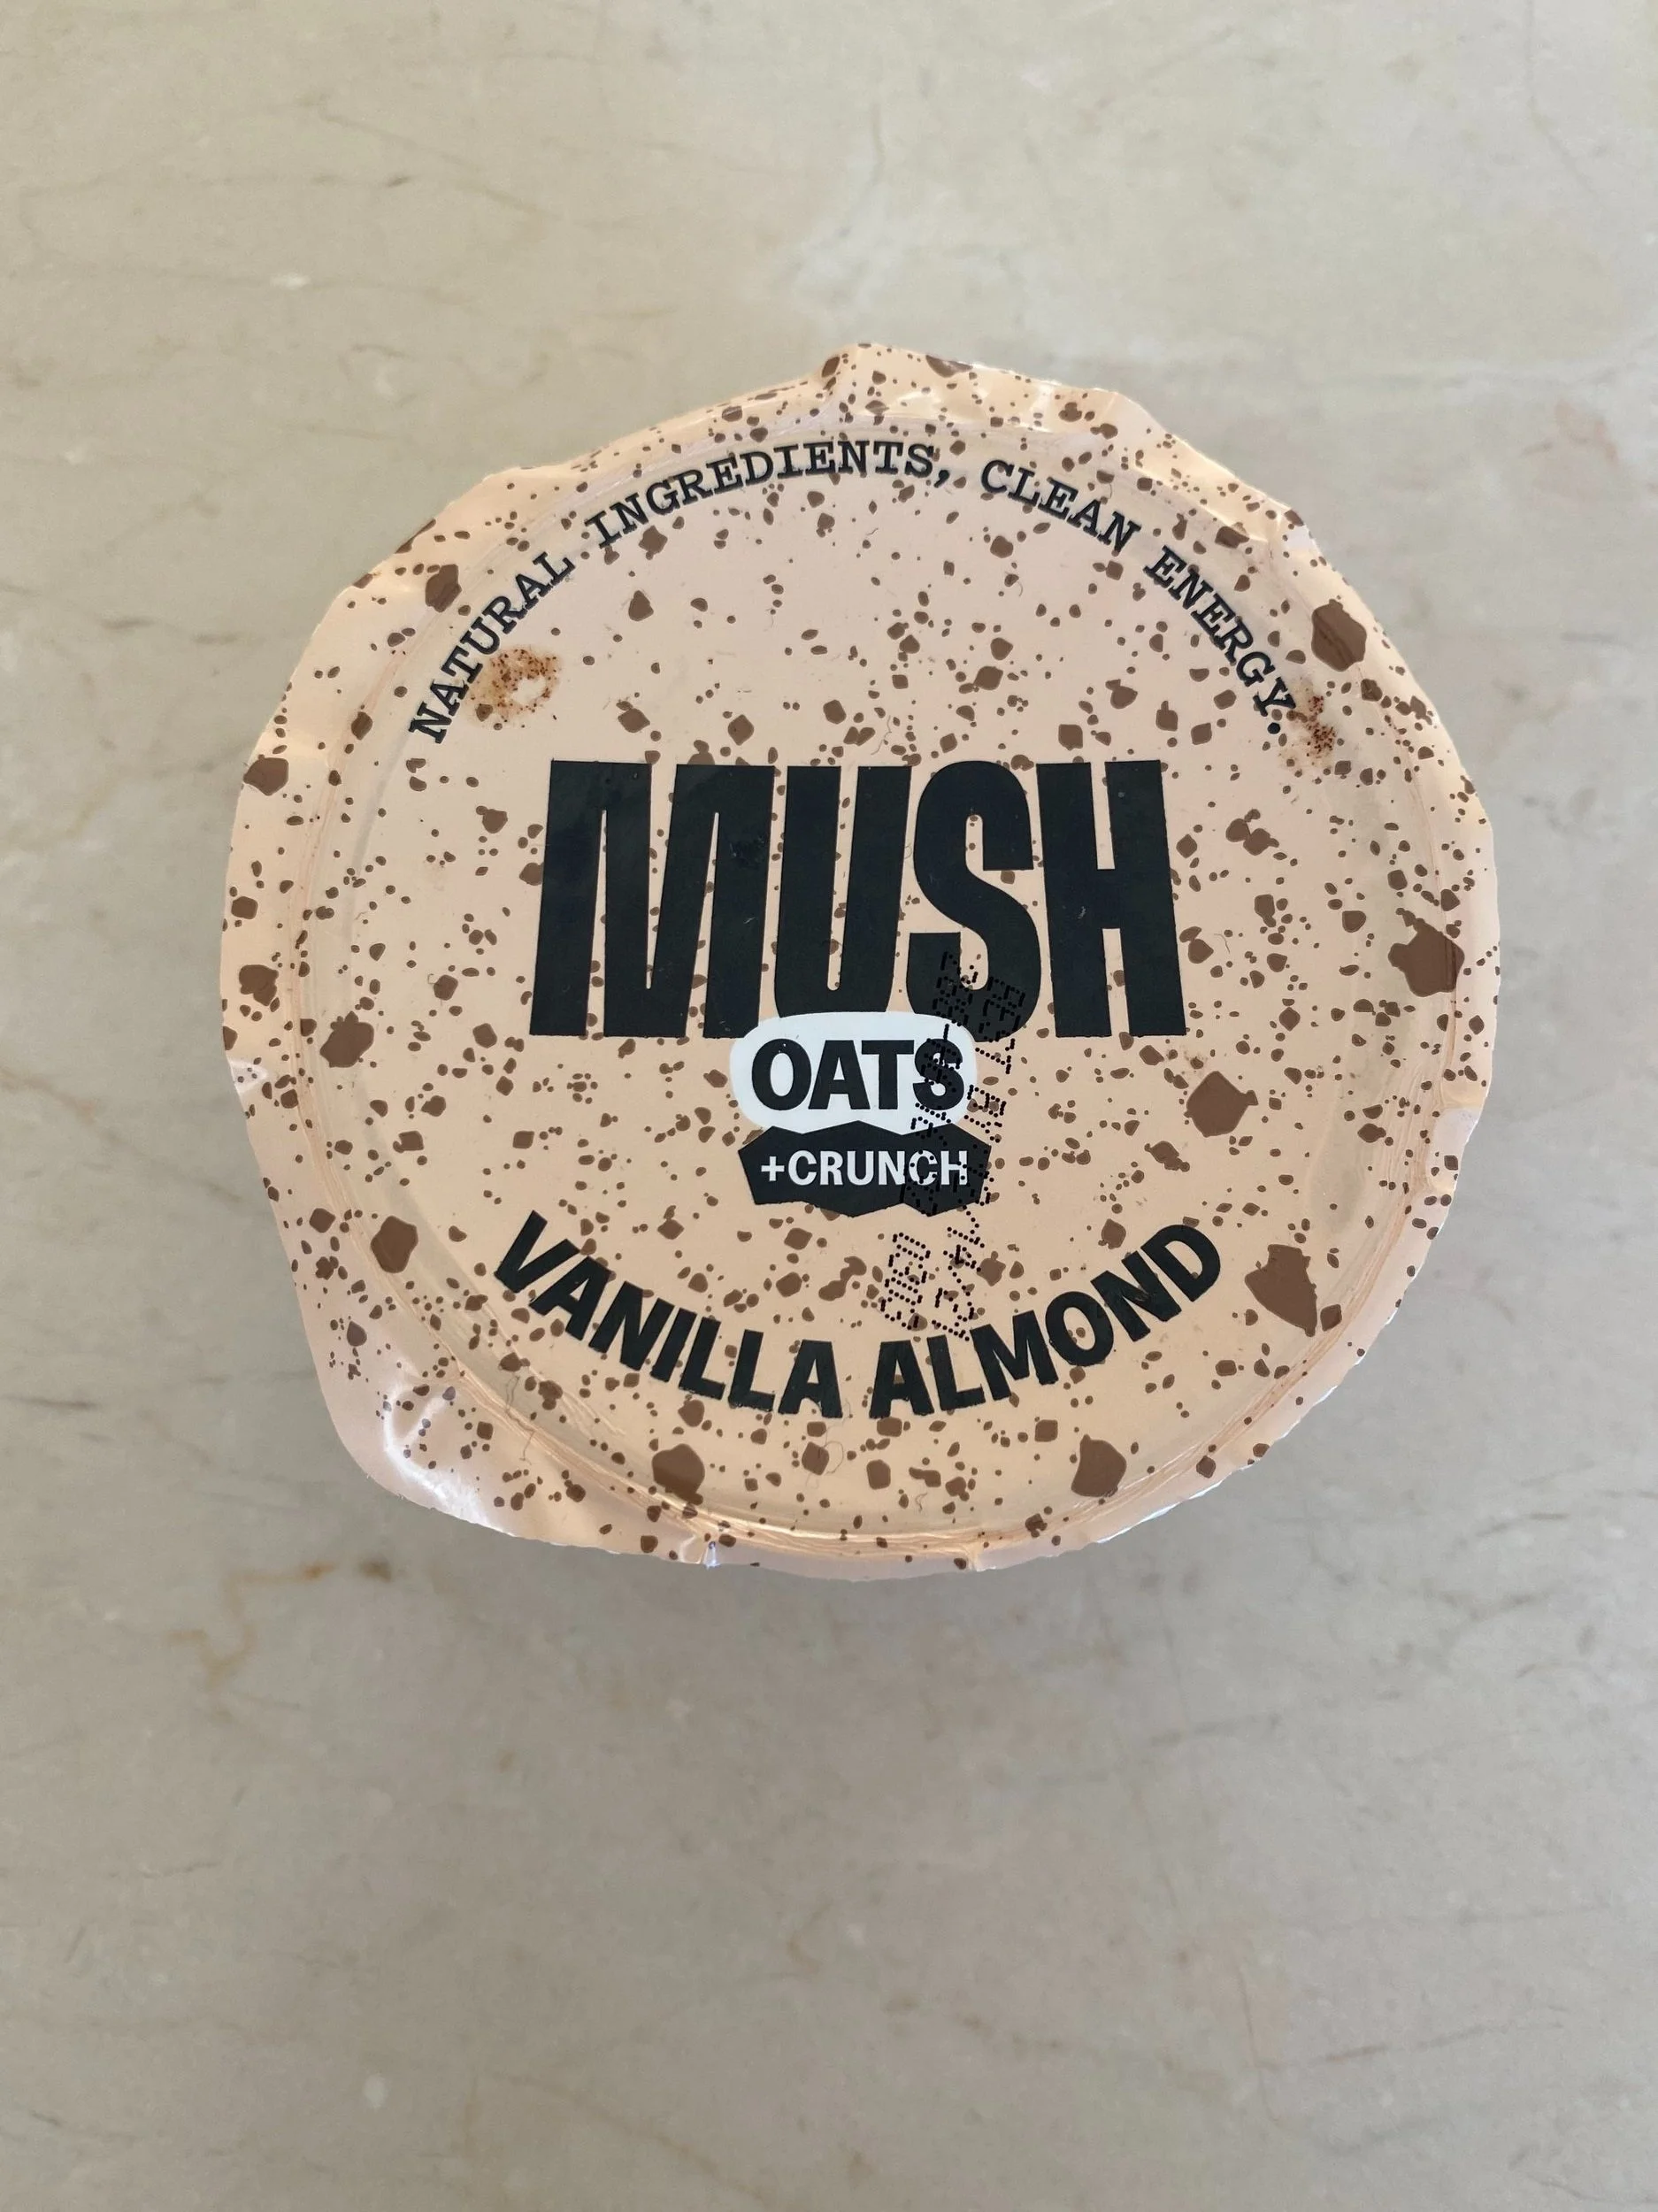 NATURAL INGREDIENTS, CLEAN ENERGY.
MUSH
OATS
+CRUNCH
VANILLA ALMOND